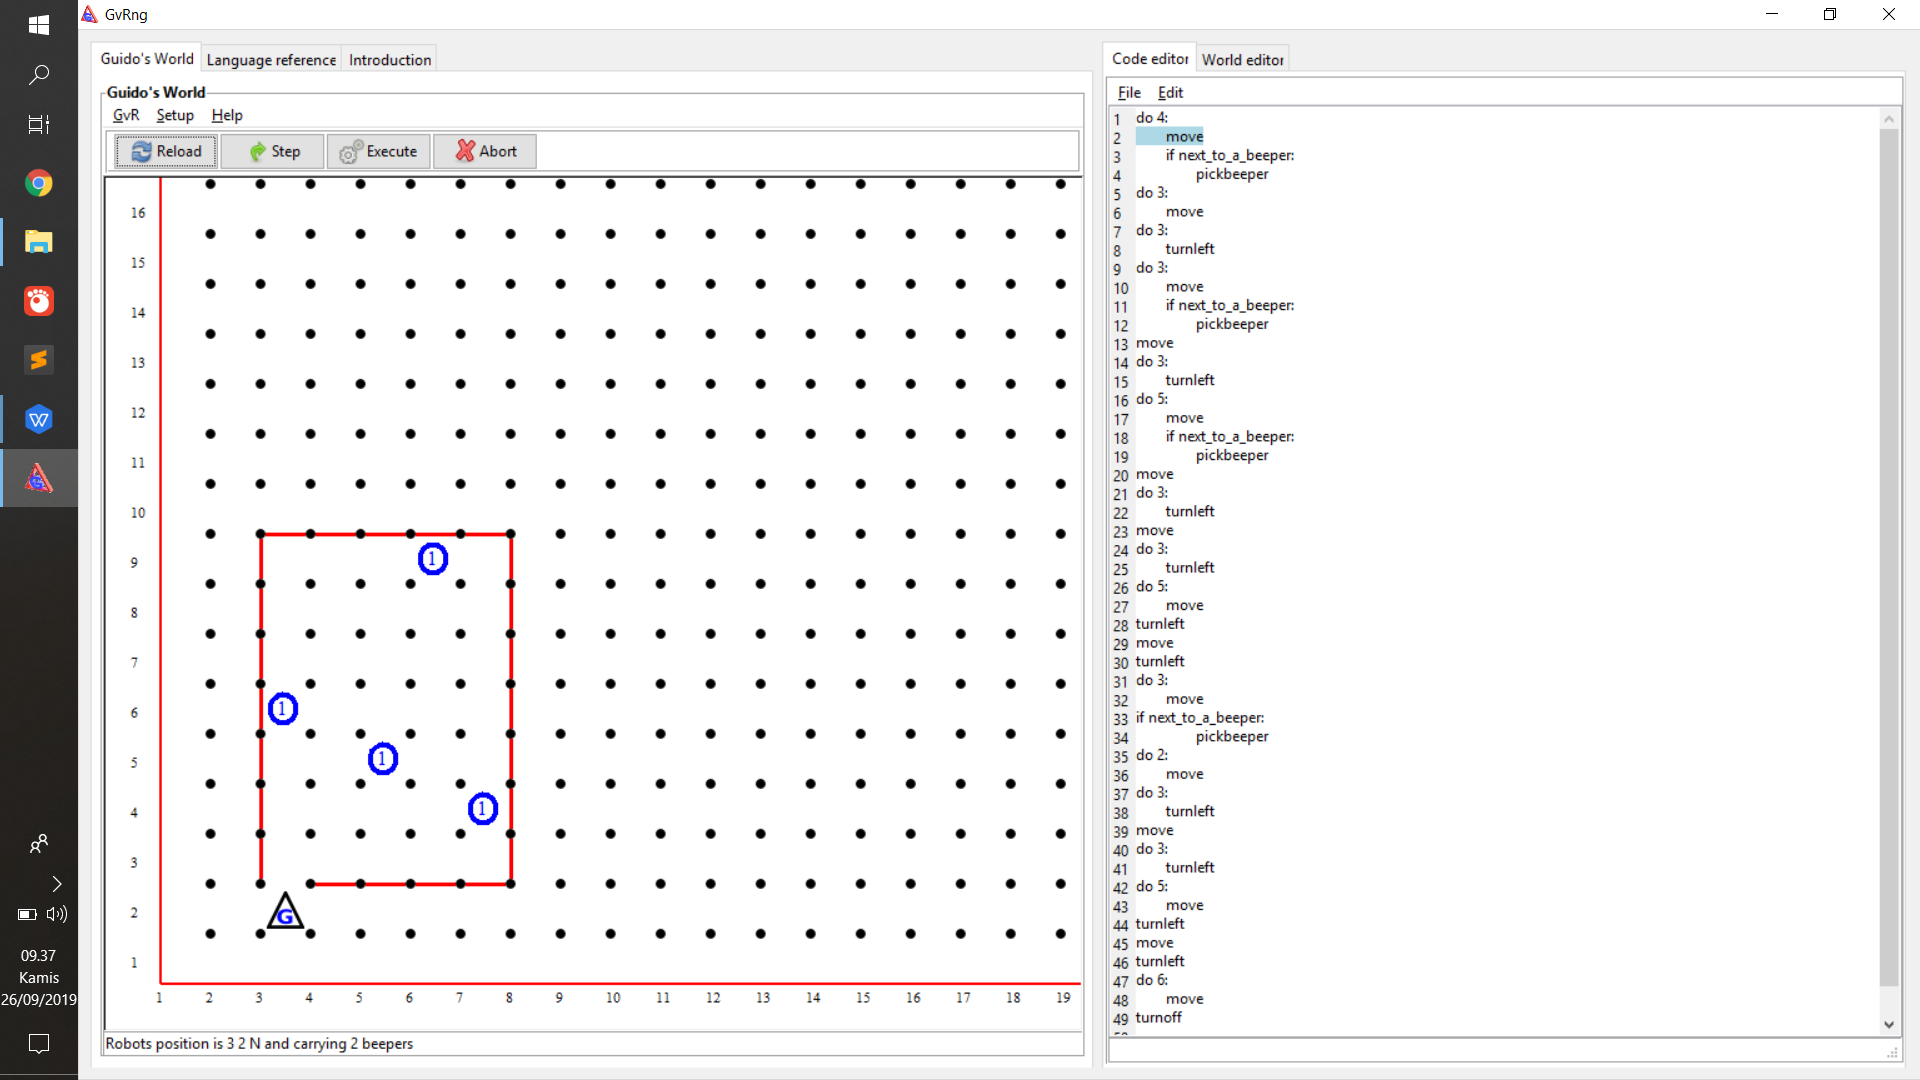 GvRng
Guido's World
Language reference
Introduction
Guido's World
GvR Setup Help
Reload Step Execute Abort
16
15
14
13
12
11
10
9
8
7
6
5
4
3
2
1
1
1
1
1
G
1 2 3 4 5 6 7 8 9 10 11 12 13 14 15 16 17 18 19
Robots position is 3 2 N and carrying 2 beepers
Code editor
World editor
File Edit
1 do 4:
2 move
3 if next_to_a_beeper:
4 pickbeeper
5 do 3:
6 move
7 do 3:
8 turnleft
9 do 3:
10 move
11 if next_to_a_beeper:
12 pickbeeper
13 move
14 do 3:
15 turnleft
16 do 5:
17 move
18 if next_to_a_beeper:
19 pickbeeper
20 move
21 do 3:
22 turnleft
23 move
24 do 3:
25 turnleft
26 do 5:
27 move
28 turnleft
29 move
30 turnleft
31 do 3:
32 move
33 if next_to_a_beeper:
34 pickbeeper
35 do 2:
36 move
37 do 3:
38 turnleft
39 move
40 do 3:
41 turnleft
42 do 5:
43 move
44 turnleft
45 move
46 turnleft
47 do 6:
48 move
49 turnoff
09.37
Kamis
26/09/2019